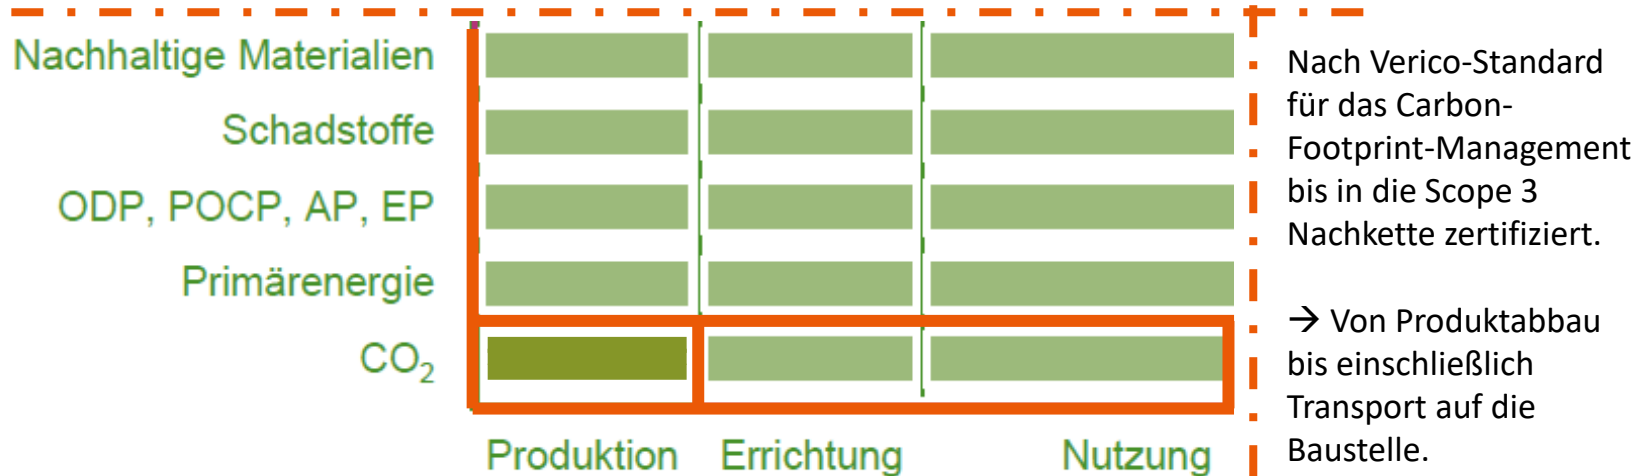 Nachhaltige Materialien
Schadstoffe
ODP, POCP, AP, EP
Primärenergie
CO₂
Produktion
Errichtung
Nutzung
Nach Verico-Standard
für das Carbon-
Footprint-Management
bis in die Scope 3
Nachkette zertifiziert.
→ Von Produktabbau
bis einschließlich
Transport auf die
Baustelle.